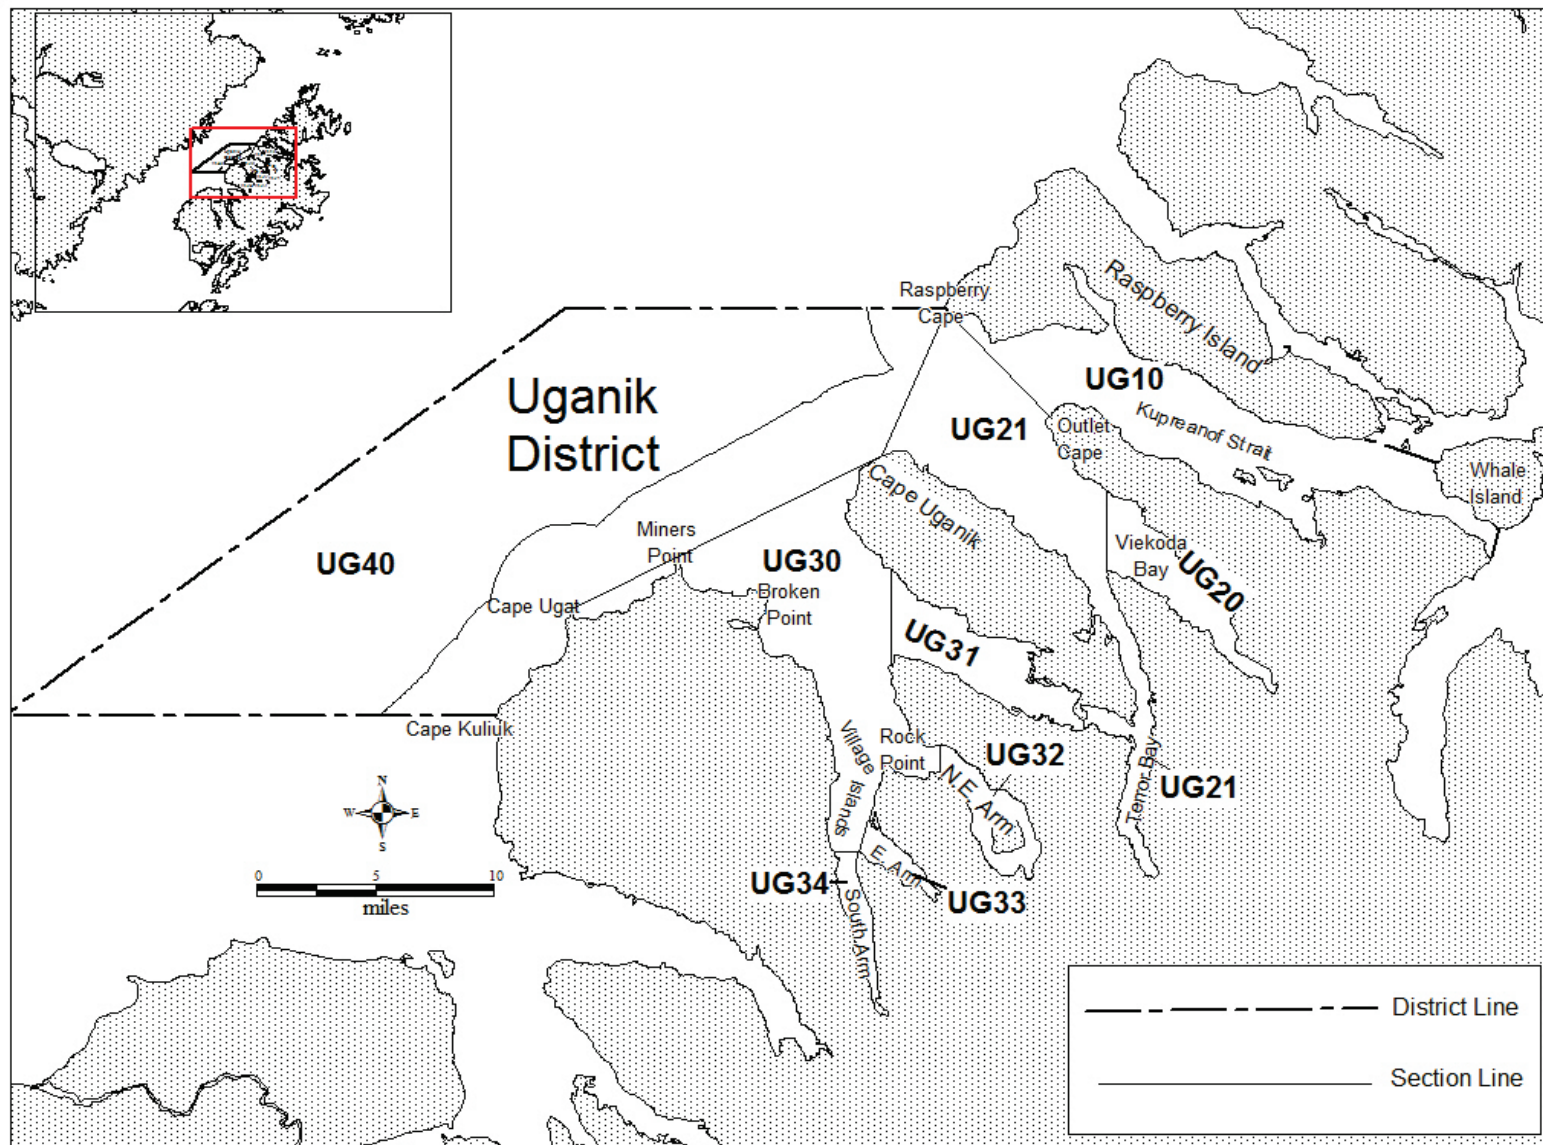 Raspberry
Cape
Raspberry Island
Uganik
District
UG10
UG21
Outlet
Cape
Kupreanof Strait
Whale
Island
Cape Uganik
Miners
Point
UG30
UG40
Viekoda
Bay
UG20
Cape Ugat
Broken
Point
UG31
Cape Kuliuk
Village Islands
Rock
Point
UG32
N.E. Arm
UG21
Terror Bay
N
W
E
S
0
5
10
miles
UG34
E. Arm
UG33
South Arm
District Line
Section Line